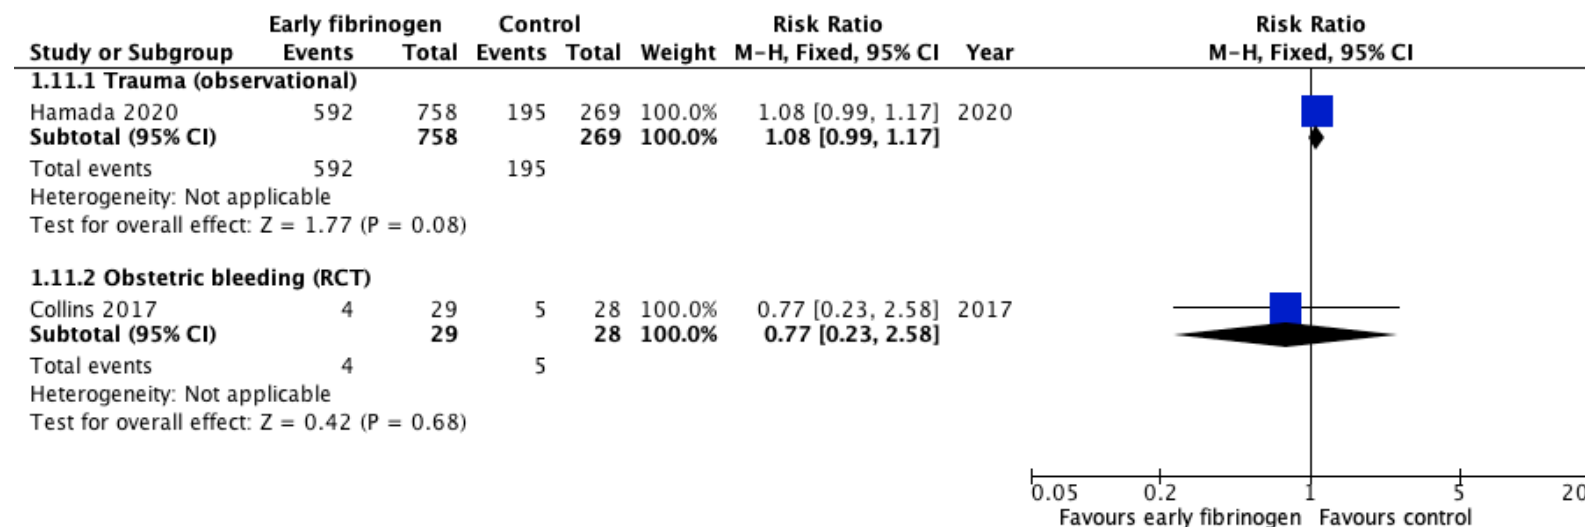 Early fibrinogen Control Risk Ratio Risk Ratio
Study or Subgroup Events Total Events Total Weight M-H, Fixed, 95% CI Year M-H, Fixed, 95% CI
1.11.1 Trauma (observational)
Hamada 2020 592 758 195 269 100.0% 1.08 [0.99, 1.17] 2020
Subtotal (95% CI) 758 269 100.0% 1.08 [0.99, 1.17]
Total events 592 195
Heterogeneity: Not applicable
Test for overall effect: Z = 1.77 (P = 0.08)
1.11.2 Obstetric bleeding (RCT)
Collins 2017 4 29 5 28 100.0% 0.77 [0.23, 2.58] 2017
Subtotal (95% CI) 29 28 100.0% 0.77 [0.23, 2.58]
Total events 4 5
Heterogeneity: Not applicable
Test for overall effect: Z = 0.42 (P = 0.68)
0.05 0.2 1 5 20
Favours early fibrinogen Favours control